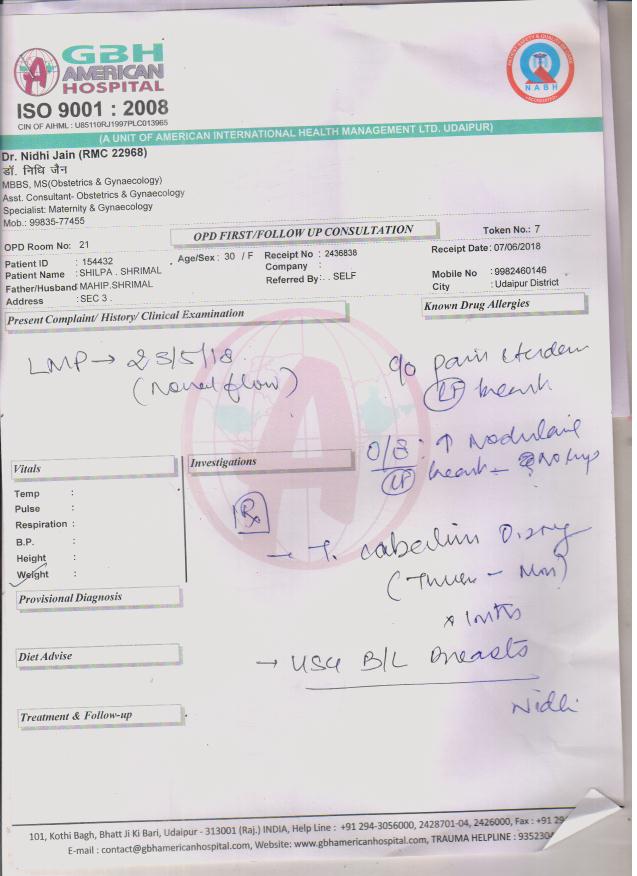 GBH
AMERICAN
HOSPITAL
ISO 9001 : 2008
CIN OF AIHML : U85110RJ1997PLC013965
NABH
(A UNIT OF AMERICAN INTERNATIONAL HEALTH MANAGEMENT LTD. UDAIPUR)
Dr. Nidhi Jain (RMC 22968)
डॉ. निधि जैन
MBBS, MS(Obstetrics & Gynaecology)
Asst. Consultant- Obstetrics & Gynaecology
Specialist: Maternity & Gynaecology
Mob.: 99835-77455
OPD FIRST/FOLLOW UP CONSULTATION
Token No.: 7
OPD Room No: 21
Receipt Date: 07/06/2018
Patient ID : 154432
Age/Sex : 30 / F
Receipt No : 2436838
Patient Name : SHILPA . SHRIMAL
Company :
Father/Husband MAHIP.SHRIMAL
Referred By : . SELF
Mobile No : 9982460146
Address : SEC 3 .
City : Udaipur District
Present Complaint/ History/ Clinical Examination
Known Drug Allergies
LMP → 23/5/18
flow)
c/o pain
breast
O/E : ↑
breast
Vitals
Investigations
Temp :
Pulse :
Respiration :
B.P. :
Height :
Weight :
Rx
→ T.
Provisional Diagnosis
Diet Advise
→ USG B/L Breasts
Nidhi
Treatment & Follow-up
101, Kothi Bagh, Bhatt Ji Ki Bari, Udaipur - 313001 (Raj.) INDIA, Help Line : +91 294-3056000, 2428701-04, 2426000, Fax : +91 29
E-mail : contact@gbhamericanhospital.com, Website: www.gbhamericanhospital.com, TRAUMA HELPLINE : 935230